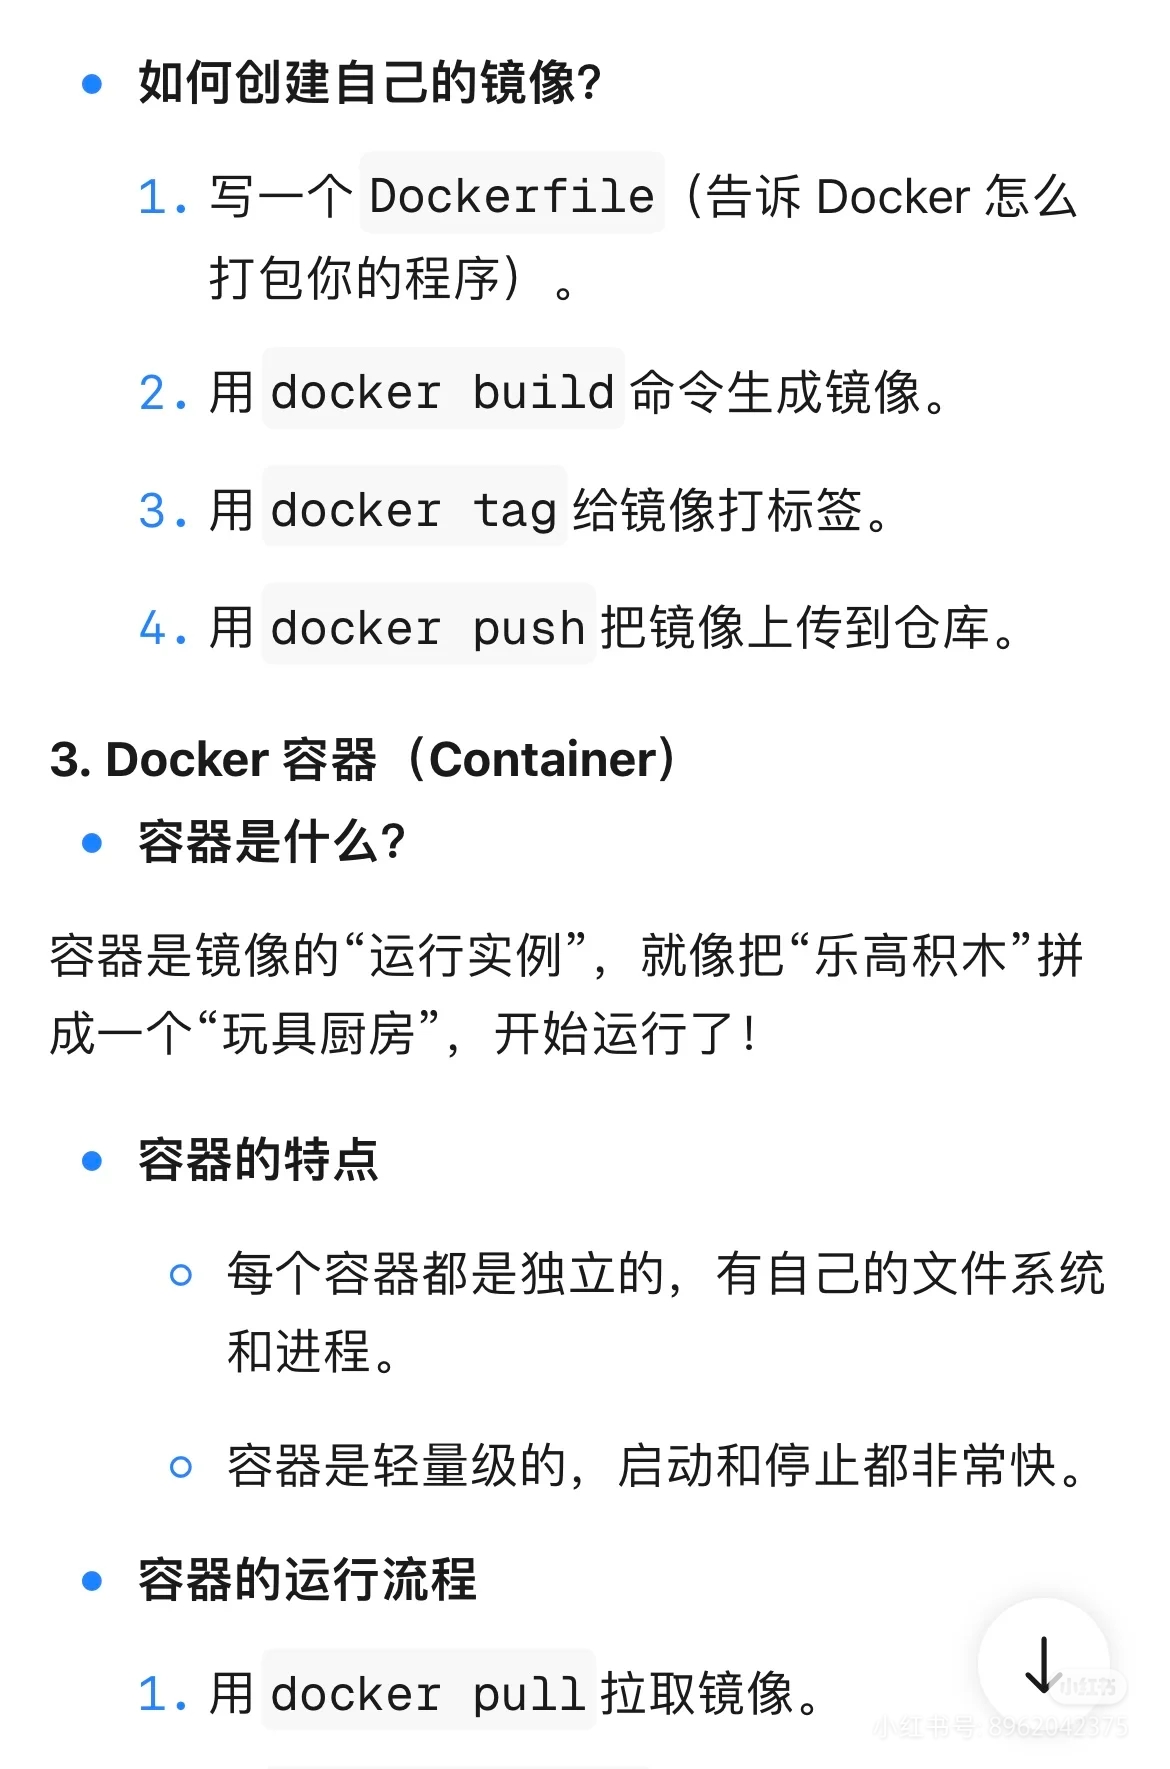 如何创建自己的镜像?
1. 写一个 Dockerfile（告诉 Docker 怎么
打包你的程序）。
2. 用 docker build 命令生成镜像。
3. 用 docker tag 给镜像打标签。
4. 用 docker push 把镜像上传到仓库。
3. Docker 容器（Container）
容器是什么?
容器是镜像的“运行实例”，就像把“乐高积木”拼
成一个“玩具厨房”，开始运行了！
容器的特点
每个容器都是独立的，有自己的文件系统
和进程。
容器是轻量级的，启动和停止都非常快。
容器的运行流程
1. 用 docker pull 拉取镜像。
小红书
小红书号: 8962042375